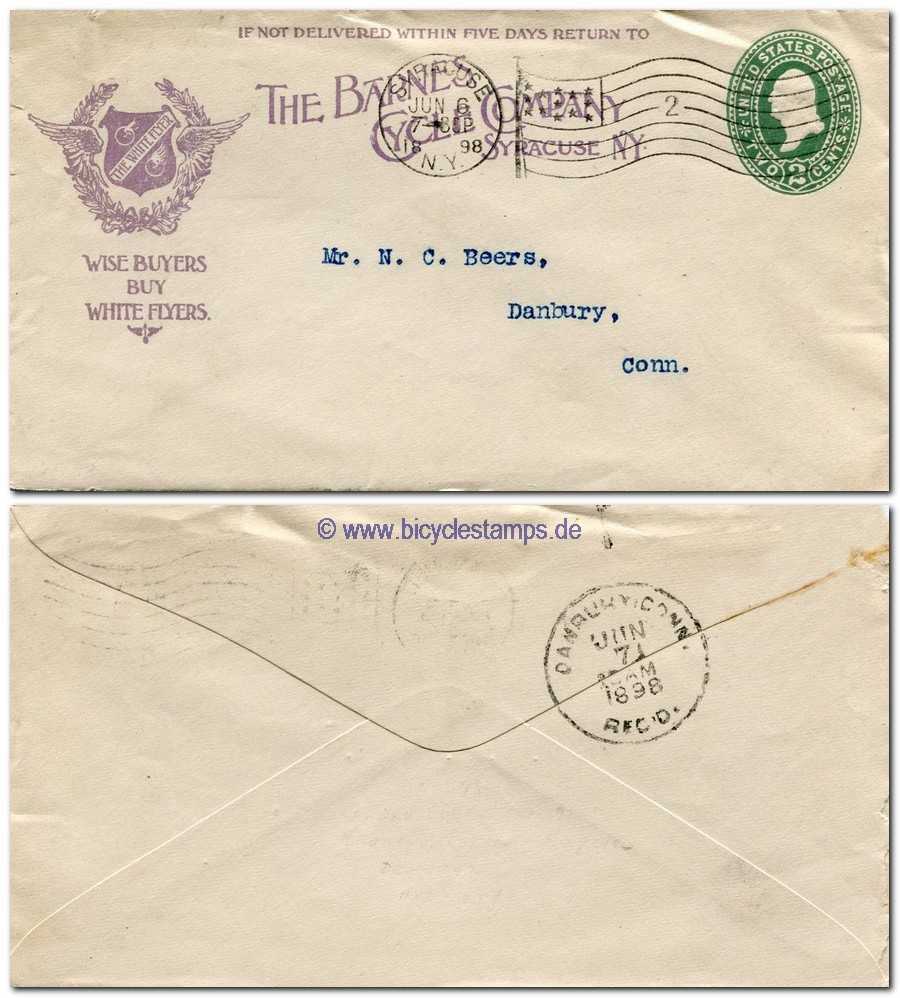 IF NOT DELIVERED WITHIN FIVE DAYS RETURN TO
THE BARNES
CYCLE COMPANY
SYRACUSE N.Y.
SYRACUSE
JUN 6
18 98
N.Y.
2
UNITED STATES POSTAGE
TWO 2 CENTS
THE WHITE FLYER
WISE BUYERS
BUY
WHITE FLYERS.
Mr. N. C. Beers,
Danbury,
Conn.
© www.bicyclestamps.de
DANBURY, CONN.
JUN
7
1898
REC'D.